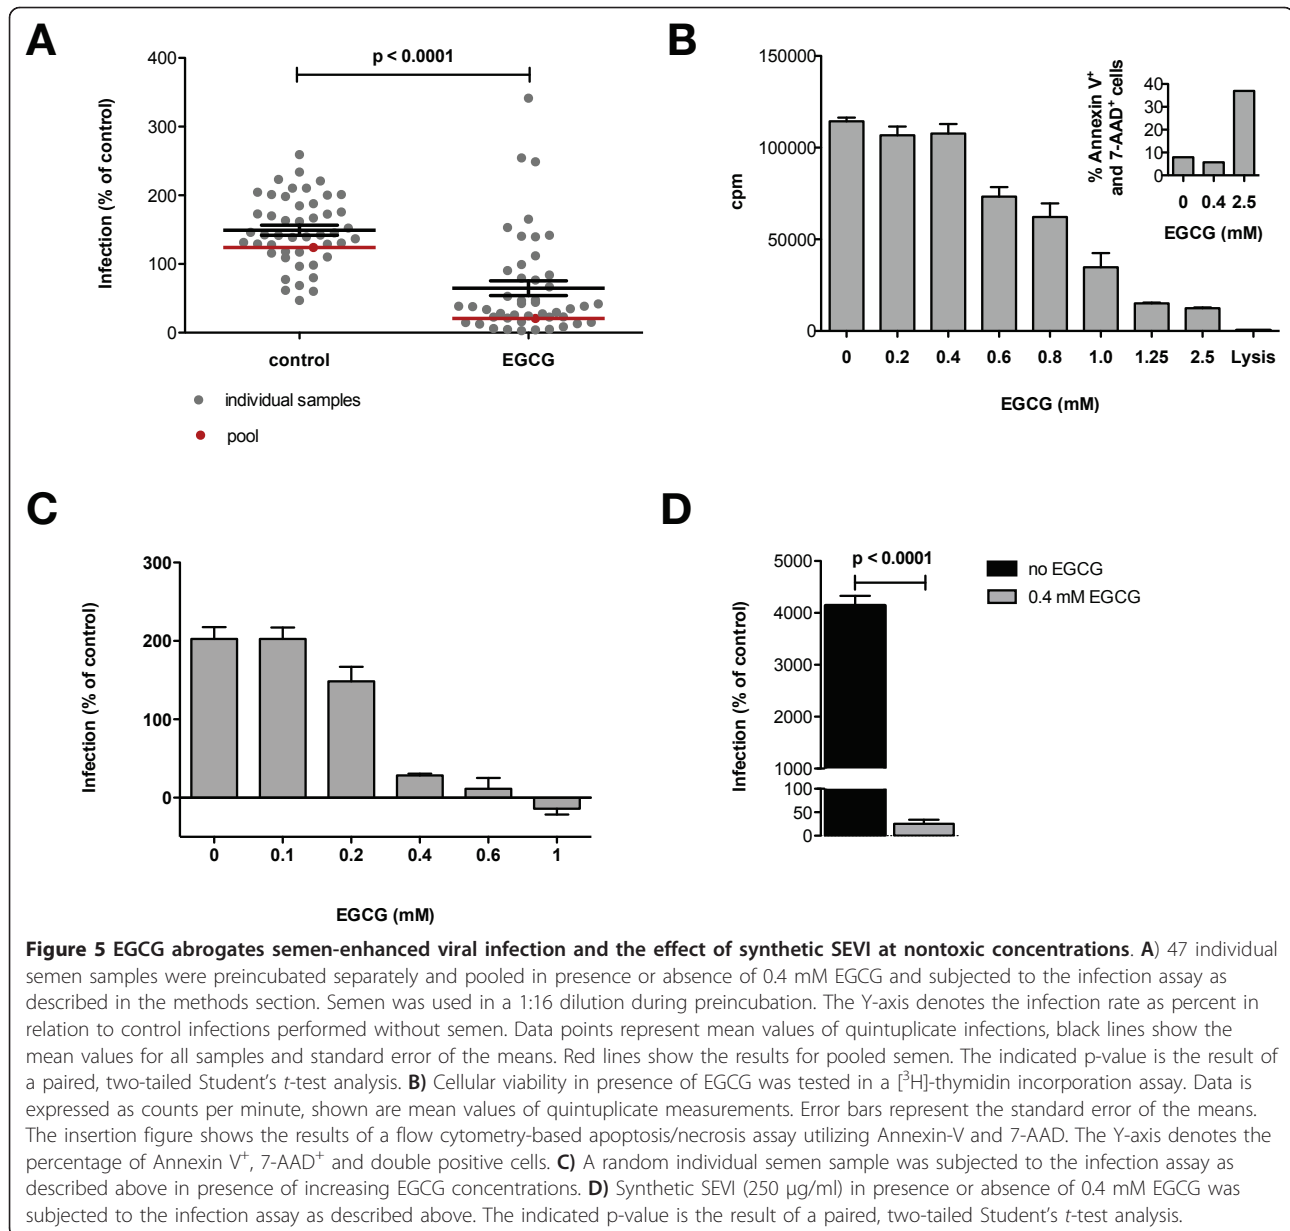 A
400
300
200
100
0
Infection (% of control)
p < 0.0001
control
EGCG
individual samples
pool
B
150000
100000
50000
0
cpm
0
0.2
0.4
0.6
0.8
1.0
1.25
2.5
Lysis
EGCG (mM)
% Annexin V+
and 7-AAD+ cells
40
30
20
10
0
0
0.4
2.5
EGCG (mM)
C
300
200
100
0
Infection (% of control)
0
0.1
0.2
0.4
0.6
1
EGCG (mM)
D
5000
4000
3000
2000
1000
100
50
0
Infection (% of control)
p < 0.0001
no EGCG
0.4 mM EGCG
Figure 5 EGCG abrogates semen-enhanced viral infection and the effect of synthetic SEVI at nontoxic concentrations. A) 47 individual
semen samples were preincubated separately and pooled in presence or absence of 0.4 mM EGCG and subjected to the infection assay as
described in the methods section. Semen was used in a 1:16 dilution during preincubation. The Y-axis denotes the infection rate as percent in
relation to control infections performed without semen. Data points represent mean values of quintuplicate infections, black lines show the
mean values for all samples and standard error of the means. Red lines show the results for pooled semen. The indicated p-value is the result of
a paired, two-tailed Student's t-test analysis. B) Cellular viability in presence of EGCG was tested in a [³H]-thymidin incorporation assay. Data is
expressed as counts per minute, shown are mean values of quintuplicate measurements. Error bars represent the standard error of the means.
The insertion figure shows the results of a flow cytometry-based apoptosis/necrosis assay utilizing Annexin-V and 7-AAD. The Y-axis denotes the
percentage of Annexin V+, 7-AAD+ and double positive cells. C) A random individual semen sample was subjected to the infection assay as
described above in presence of increasing EGCG concentrations. D) Synthetic SEVI (250 μg/ml) in presence or absence of 0.4 mM EGCG was
subjected to the infection assay as described above. The indicated p-value is the result of a paired, two-tailed Student's t-test analysis.